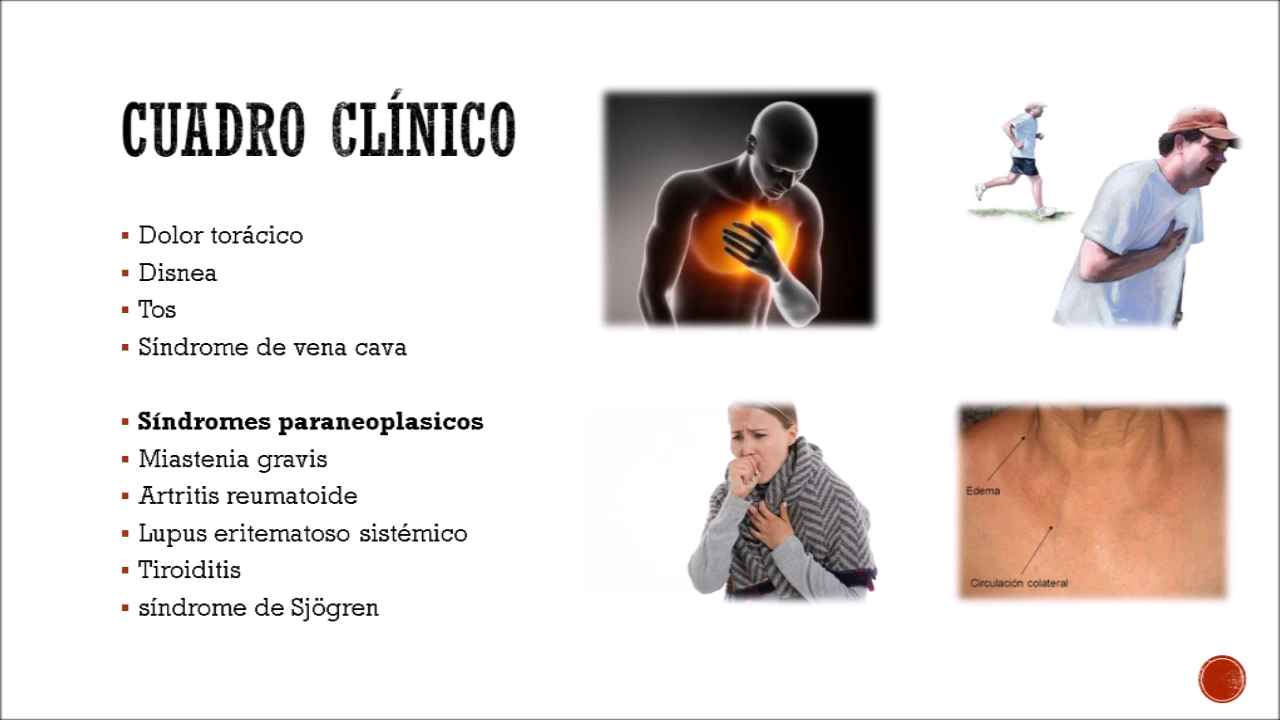 CUADRO CLÍNICO
Dolor torácico
Disnea
Tos
Síndrome de vena cava
Síndromes paraneoplasicos
Miastenia gravis
Artritis reumatoide
Lupus eritematoso sistémico
Tiroiditis
síndrome de Sjögren
Edema
Circulación colateral